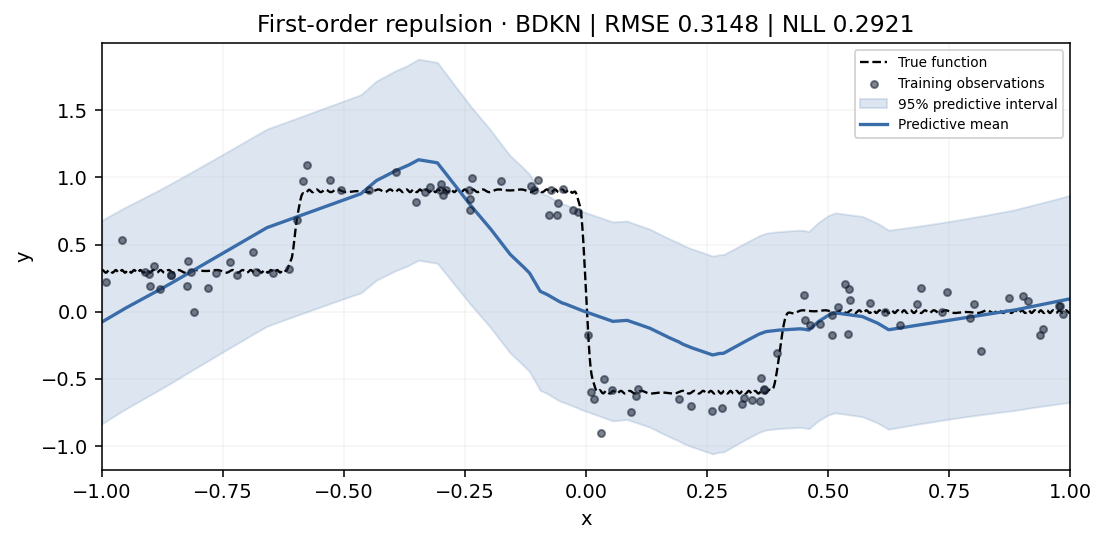 First-order repulsion · BDKN | RMSE 0.3148 | NLL 0.2921
True function
Training observations
95% predictive interval
Predictive mean
y
1.5
1.0
0.5
0.0
−0.5
−1.0
−1.00 −0.75 −0.50 −0.25 0.00 0.25 0.50 0.75 1.00
x